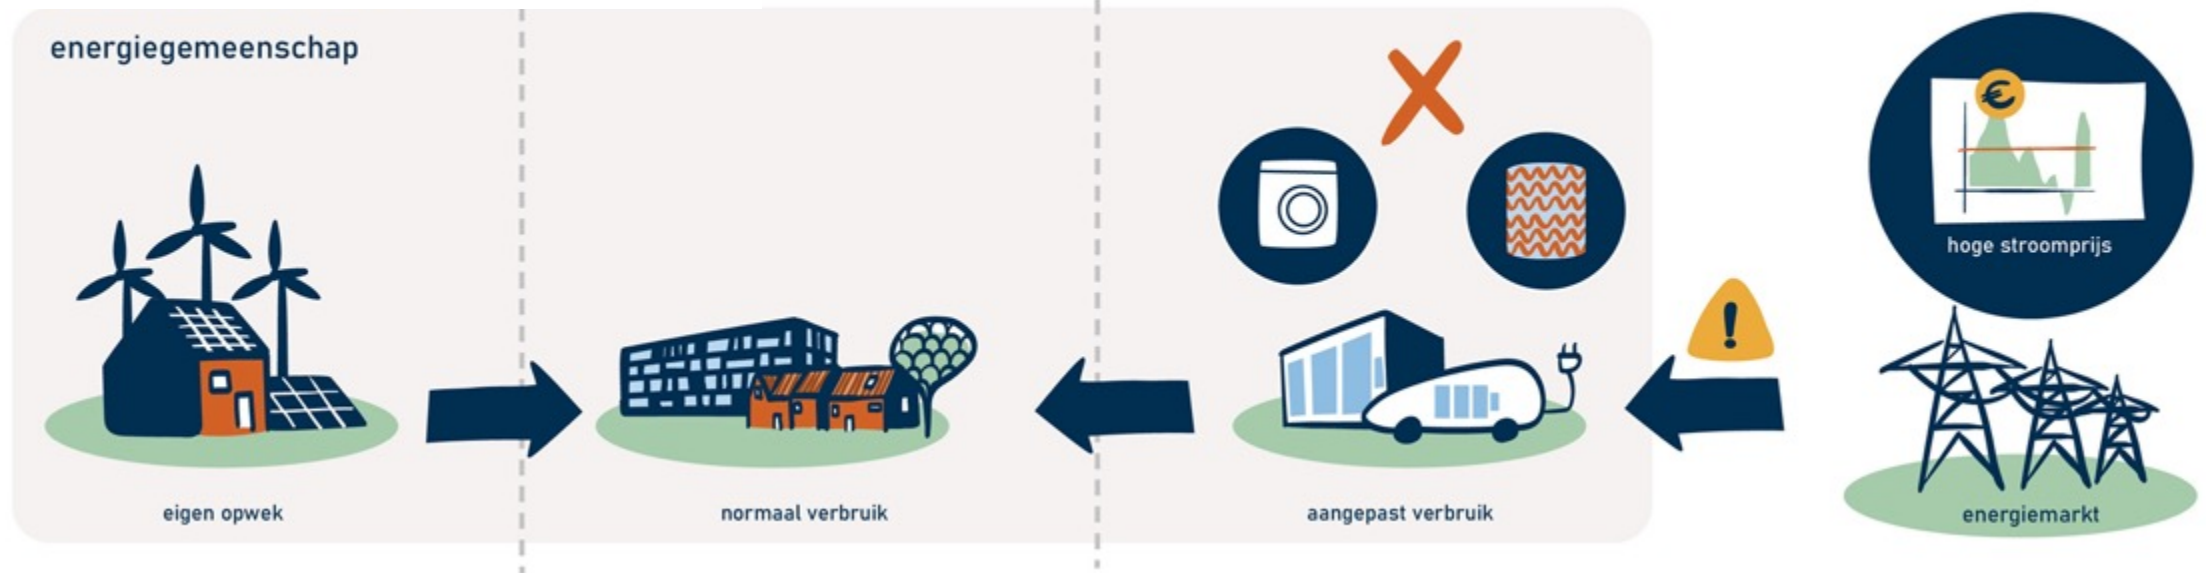 energiegemeenschap
€
hoge stroomprijs
!
eigen opwek
normaal verbruik
aangepast verbruik
energiemarkt